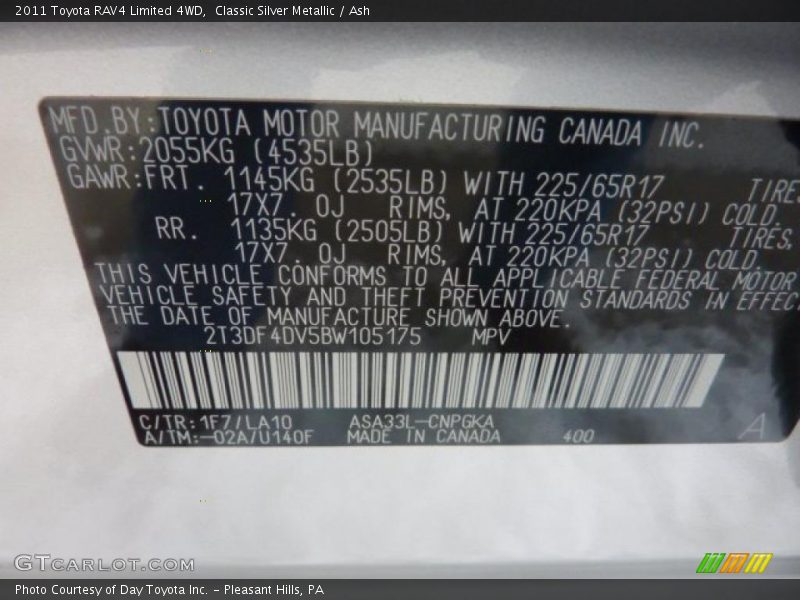 2011 Toyota RAV4 Limited 4WD,  Classic Silver Metallic / Ash
MFD.BY:TOYOTA MOTOR MANUFACTURING CANADA INC.
GVWR:2055KG (4535LB)
GAWR:FRT. 1145KG (2535LB) WITH 225/65R17 TIRES
17X7. 0J RIMS, AT 220KPA (32PSI) COLD.
RR. 1135KG (2505LB) WITH 225/65R17 TIRES,
17X7. 0J RIMS, AT 220KPA (32PSI) COLD.
THIS VEHICLE CONFORMS TO ALL APPLICABLE FEDERAL MOTOR
VEHICLE SAFETY AND THEFT PREVENTION STANDARDS IN EFFEC
THE DATE OF MANUFACTURE SHOWN ABOVE.
2T3DF4DV5BW105175 MPV
C/TR:1F7/LA10 ASA33L-CNPGKA
A/TM:-02A/U140F MADE IN CANADA 400 A
GTCARLOT.COM
Photo Courtesy of Day Toyota Inc. - Pleasant Hills, PA